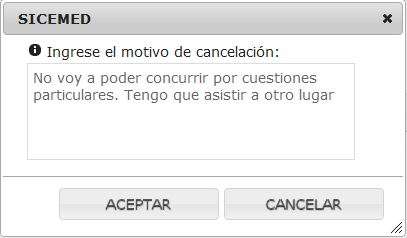 SICEMED
Ingrese el motivo de cancelación:
No voy a poder concurrir por cuestiones
particulares. Tengo que asistir a otro lugar
ACEPTAR
CANCELAR